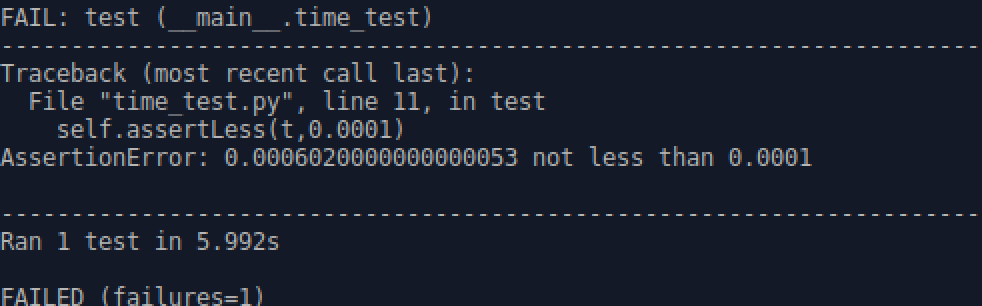 FAIL: test (__main__.time_test)
----------------------------------------------------------------------
Traceback (most recent call last):
  File "time_test.py", line 11, in test
    self.assertLess(t,0.0001)
AssertionError: 0.00060200000000000053 not less than 0.0001
----------------------------------------------------------------------
Ran 1 test in 5.992s
FAILED (failures=1)